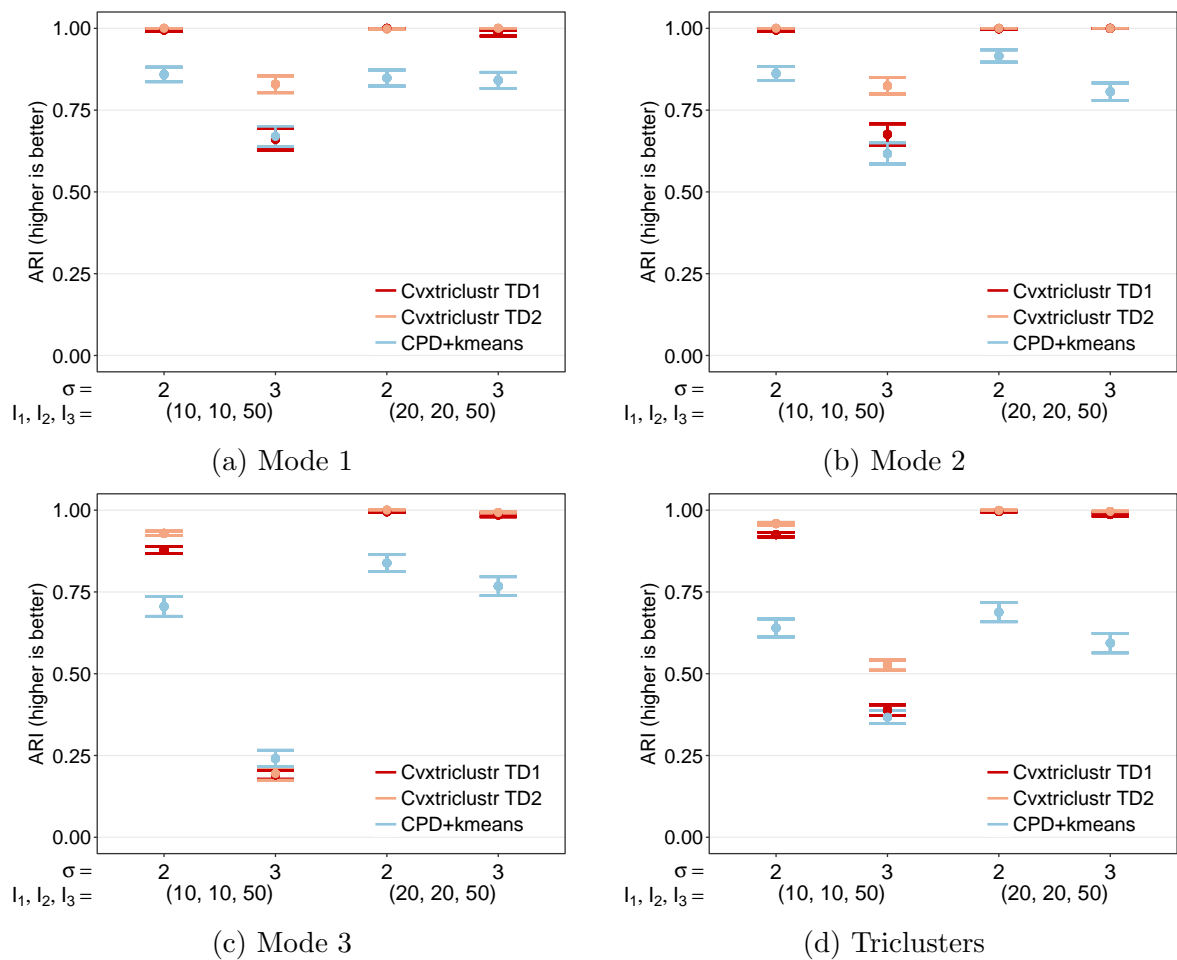 1.00
0.75
0.50
0.25
0.00
ARI (higher is better)
Cvxtriclustr TD1
Cvxtriclustr TD2
CPD+kmeans
σ = 2 3 2 3
I₁, I₂, I₃ = (10, 10, 50) (20, 20, 50)
(a) Mode 1
1.00
0.75
0.50
0.25
0.00
ARI (higher is better)
Cvxtriclustr TD1
Cvxtriclustr TD2
CPD+kmeans
σ = 2 3 2 3
I₁, I₂, I₃ = (10, 10, 50) (20, 20, 50)
(b) Mode 2
1.00
0.75
0.50
0.25
0.00
ARI (higher is better)
Cvxtriclustr TD1
Cvxtriclustr TD2
CPD+kmeans
σ = 2 3 2 3
I₁, I₂, I₃ = (10, 10, 50) (20, 20, 50)
(c) Mode 3
1.00
0.75
0.50
0.25
0.00
ARI (higher is better)
Cvxtriclustr TD1
Cvxtriclustr TD2
CPD+kmeans
σ = 2 3 2 3
I₁, I₂, I₃ = (10, 10, 50) (20, 20, 50)
(d) Triclusters